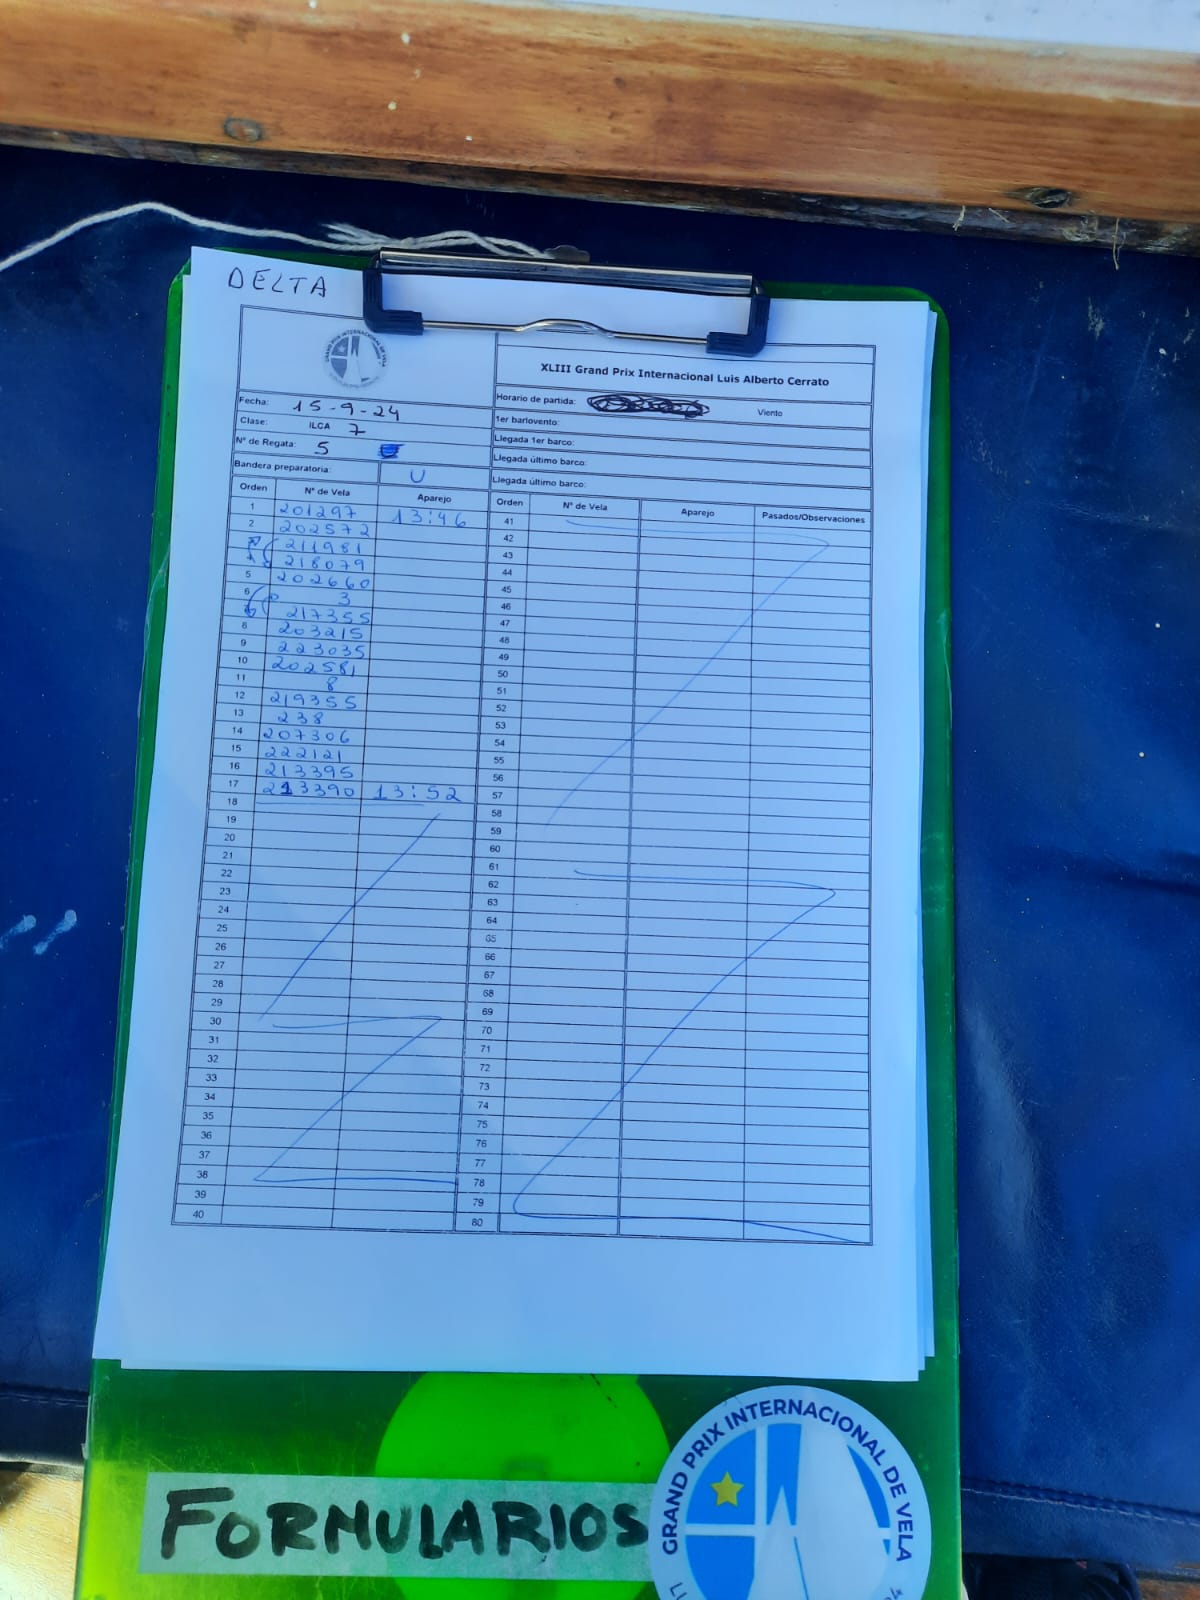 DELTA
GRAND PRIX INTERNACIONAL DE VELA
XLIII Grand Prix Internacional Luis Alberto Cerrato
Fecha: 15-9-24
Horario de partida:
Viento
Clase: ILCA 7
1er barlovento:
Nº de Regata: 5
Llegada 1er barco:
Bandera preparatoria: U
Llegada último barco:
Llegada último barco:
Orden Nº de Vela Aparejo Orden Nº de Vela Aparejo Pasados/Observaciones
1 201297 13:46 41
2 202572 42
211981 43
4 218079 44
5 202660 45
6 3 46
217355 47
8 203215 48
9 223035 49
10 202581 50
11 8 51
12 219355 52
13 238 53
14 207306 54
15 222121 55
16 213395 56
17 213390 13:52 57
18 58
19 59
20 60
21 61
22 62
23 63
24 64
25 65
26 66
27 67
28 68
29 69
30 70
31 71
32 72
33 73
34 74
35 75
36 76
37 77
38 78
39 79
40 80
FORMULARIOS
GRAND PRIX INTERNACIONAL DE VELA